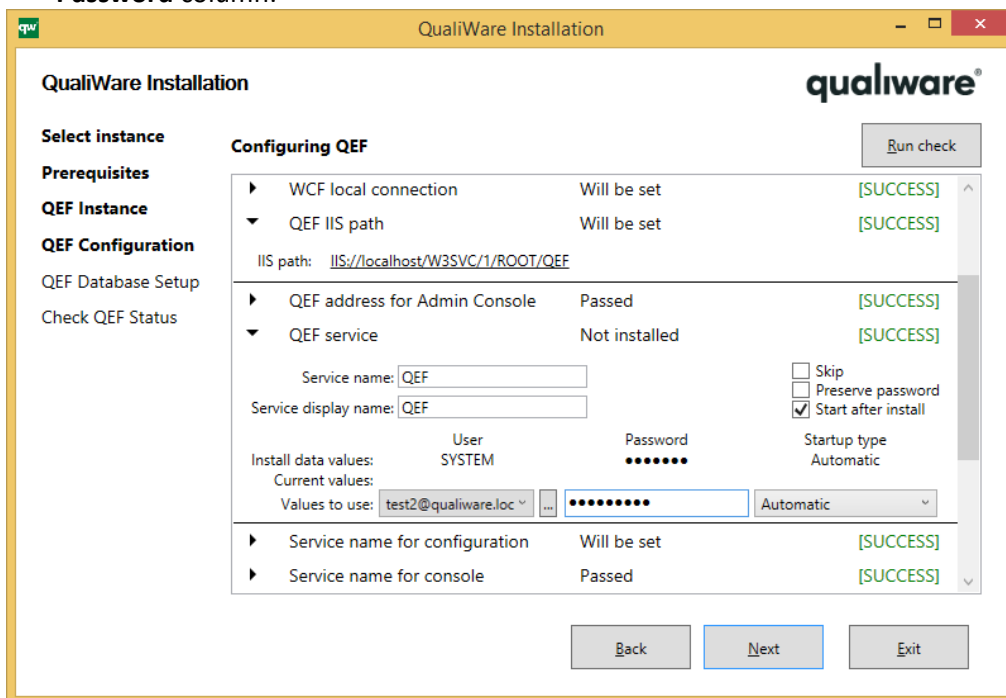 Password column.
qw QualiWare Installation
QualiWare Installation
qualiware®
Select instance
Prerequisites
QEF Instance
QEF Configuration
QEF Database Setup
Check QEF Status
Configuring QEF
Run check
WCF local connection Will be set [SUCCESS]
QEF IIS path Will be set [SUCCESS]
IIS path: IIS://localhost/W3SVC/1/ROOT/QEF
QEF address for Admin Console Passed [SUCCESS]
QEF service Not installed [SUCCESS]
Service name: QEF
Service display name: QEF
Skip
Preserve password
Start after install
User Password Startup type
Install data values: SYSTEM ●●●●●●● Automatic
Current values:
Values to use: test2@qualiware.loc ... ●●●●●●●●● Automatic
Service name for configuration Will be set [SUCCESS]
Service name for console Passed [SUCCESS]
Back Next Exit